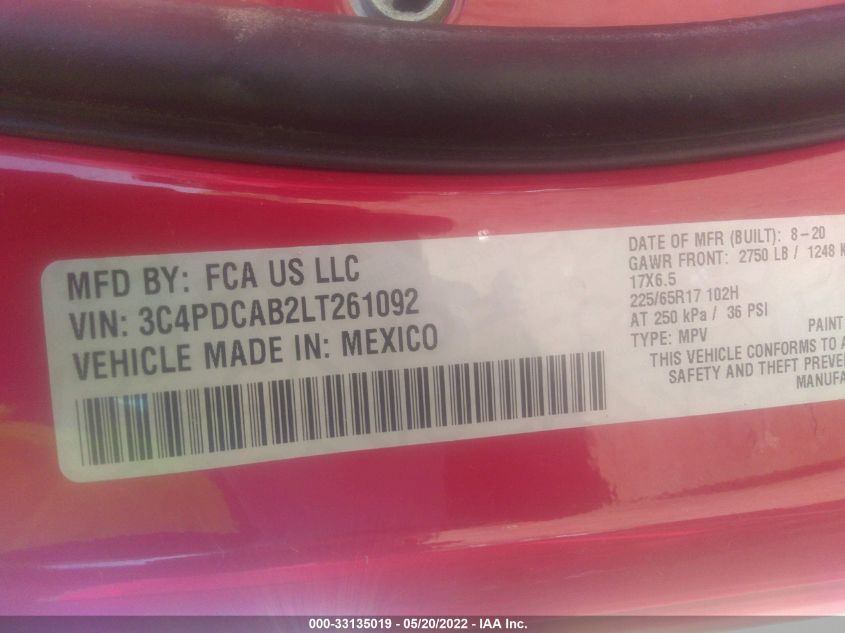 MFD BY: FCA US LLC
VIN: 3C4PDCAB2LT261092
VEHICLE MADE IN: MEXICO
DATE OF MFR (BUILT): 8-20
GAWR FRONT: 2750 LB / 1248 K
17X6.5
225/65R17 102H
AT 250 kPa / 36 PSI
TYPE: MPV
PAINT
THIS VEHICLE CONFORMS TO A
SAFETY AND THEFT PREVE
MANUFA
000-33135019 - 05/20/2022 - IAA Inc.